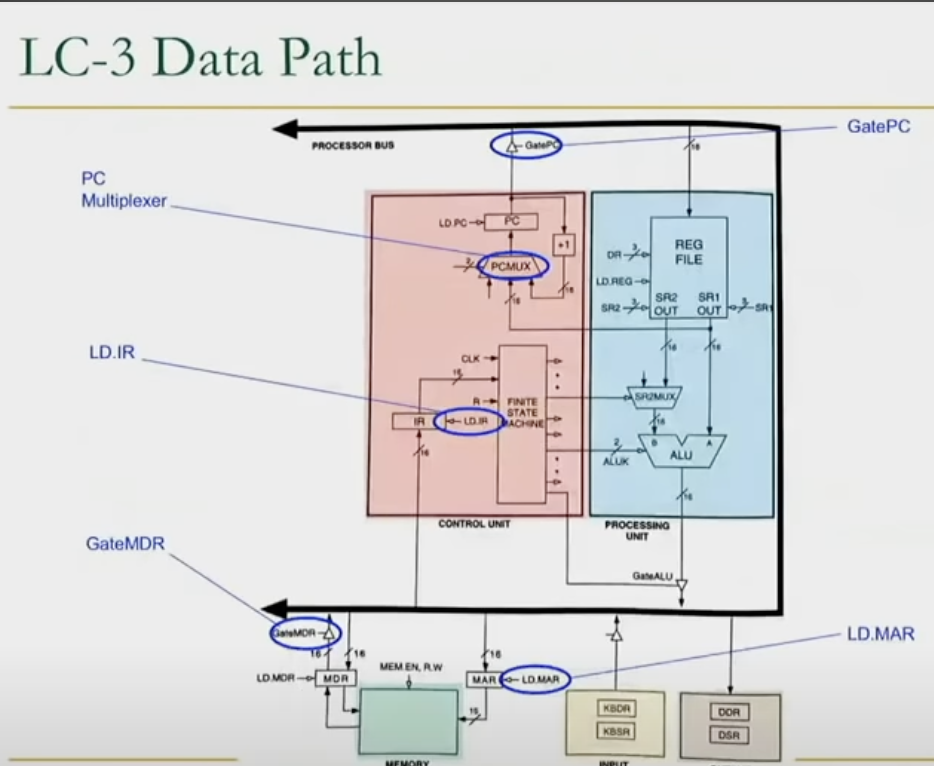 LC-3 Data Path
PROCESSOR BUS
GatePC
GatePC
16
PC
Multiplexer
LD.PC
PC
+1
2
PCMUX
16
16
REG
FILE
DR
3
LD.REG
SR2
3
SR2
OUT
SR1
OUT
3
SR1
16
16
LD.IR
CLK
16
R
FINITE
STATE
MACHINE
IR
LD.IR
16
SR2MUX
16
B
A
ALU
2
ALUK
16
CONTROL UNIT
PROCESSING
UNIT
GateMDR
GateALU
GateMDR
16
16
16
LD.MAR
LD.MDR
MDR
MEM.EN, R.W
MAR
LD.MAR
16
KBDR
KBSR
DDR
DSR
MEMORY
INPUT